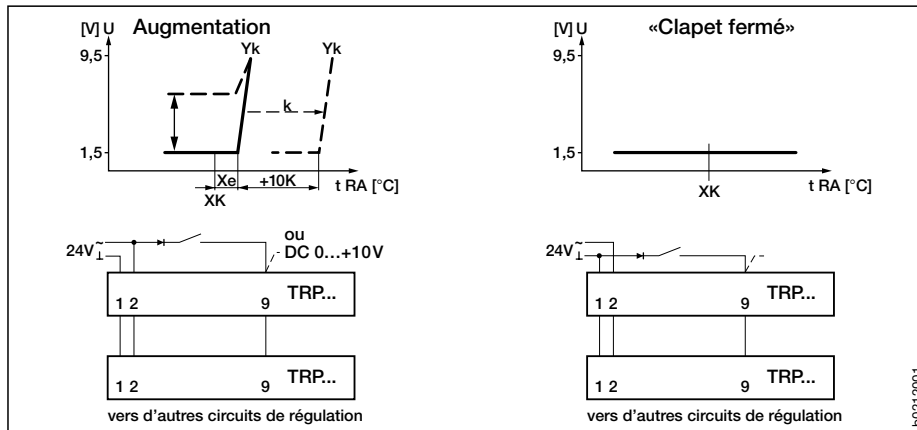 [V] U Augmentation
Yk Yk
9,5
k
1,5
Xe +10K t RA [°C]
XK
ou
24V ~ DC 0...+10V
⊥
1 2 9 TRP...
1 2 9 TRP...
vers d'autres circuits de régulation
[V] U «Clapet fermé»
9,5
1,5
XK t RA [°C]
24V ~
⊥
1 2 9 TRP...
1 2 9 TRP...
vers d'autres circuits de régulation